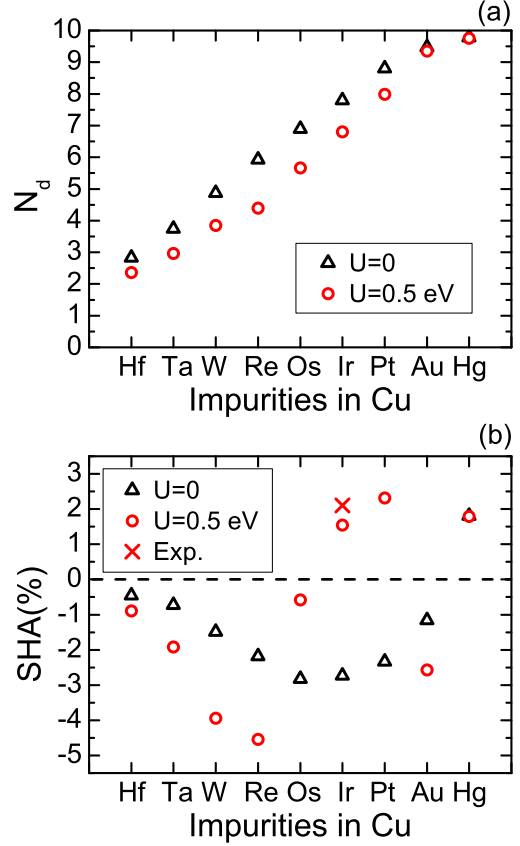 (a)
10
9
8
7
6
5
4
3
2
1
0
N_d
U=0
U=0.5 eV
Hf Ta W Re Os Ir Pt Au Hg
Impurities in Cu
(b)
3
2
1
0
-1
-2
-3
-4
-5
SHA(%)
U=0
U=0.5 eV
Exp.
Hf Ta W Re Os Ir Pt Au Hg
Impurities in Cu